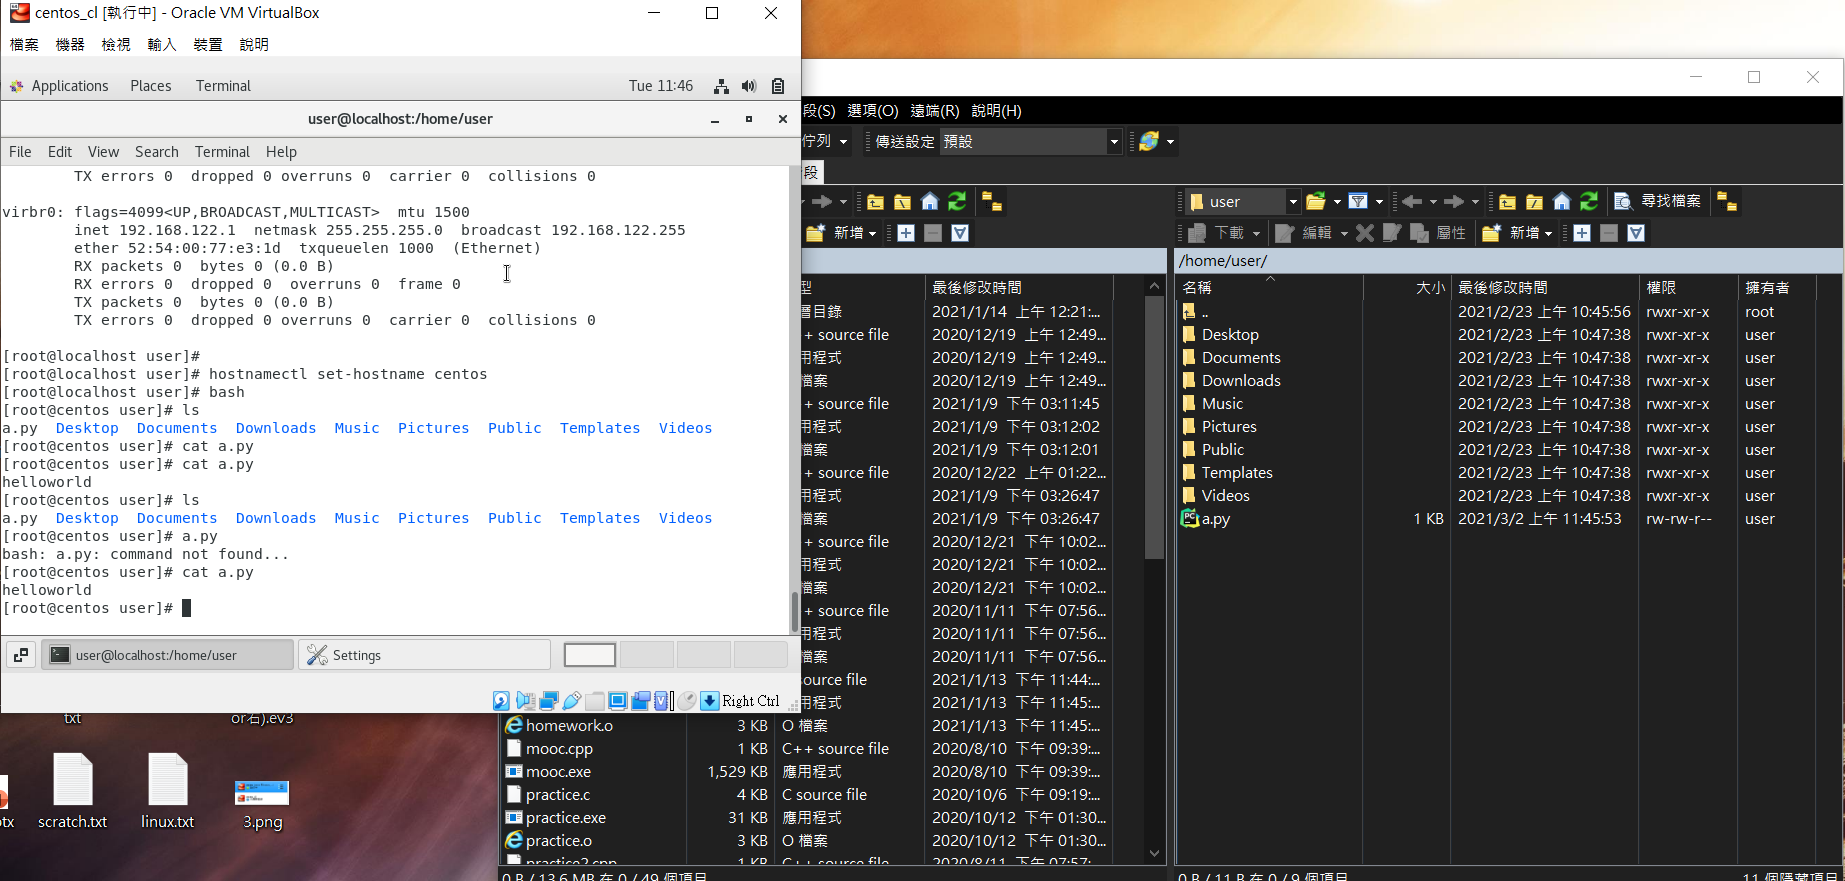 centos_cl [執行中] - Oracle VM VirtualBox
檔案 機器 檢視 輸入 裝置 說明
Applications Places Terminal Tue 11:46
user@localhost:/home/user
File Edit View Search Terminal Help
TX errors 0 dropped 0 overruns 0 carrier 0 collisions 0
virbr0: flags=4099<UP,BROADCAST,MULTICAST> mtu 1500
inet 192.168.122.1 netmask 255.255.255.0 broadcast 192.168.122.255
ether 52:54:00:77:e3:1d txqueuelen 1000 (Ethernet)
RX packets 0 bytes 0 (0.0 B)
RX errors 0 dropped 0 overruns 0 frame 0
TX packets 0 bytes 0 (0.0 B)
TX errors 0 dropped 0 overruns 0 carrier 0 collisions 0
[root@localhost user]#
[root@localhost user]# hostnamectl set-hostname centos
[root@localhost user]# bash
[root@centos user]# ls
a.py Desktop Documents Downloads Music Pictures Public Templates Videos
[root@centos user]# cat a.py
[root@centos user]# cat a.py
helloworld
[root@centos user]# ls
a.py Desktop Documents Downloads Music Pictures Public Templates Videos
[root@centos user]# a.py
bash: a.py: command not found...
[root@centos user]# cat a.py
helloworld
[root@centos user]#
user@localhost:/home/user Settings
Right Ctrl
txt or石).ev3
tx scratch.txt linux.txt 3.png
段(S) 選項(O) 遠端(R) 說明(H)
佇列 傳送設定 預設
段
新增
型 最後修改時間
層目錄 2021/1/14 上午 12:21:...
+ source file 2020/12/19 上午 12:49...
用程式 2020/12/19 上午 12:49...
檔案 2020/12/19 上午 12:49...
+ source file 2021/1/9 下午 03:11:45
用程式 2021/1/9 下午 03:12:02
檔案 2021/1/9 下午 03:12:01
+ source file 2020/12/22 上午 01:22...
用程式 2021/1/9 下午 03:26:47
檔案 2021/1/9 下午 03:26:47
+ source file 2020/12/21 下午 10:02...
用程式 2020/12/21 下午 10:02...
檔案 2020/12/21 下午 10:02...
+ source file 2020/11/11 下午 07:56...
用程式 2020/11/11 下午 07:56...
檔案 2020/11/11 下午 07:56...
source file 2021/1/13 下午 11:44:...
用程式 2021/1/13 下午 11:45:...
homework.o 3 KB O 檔案 2021/1/13 下午 11:45:...
mooc.cpp 1 KB C++ source file 2020/8/10 下午 09:39:...
mooc.exe 1,529 KB 應用程式 2020/8/10 下午 09:39:...
practice.c 4 KB C source file 2020/10/6 下午 09:19:...
practice.exe 31 KB 應用程式 2020/10/12 下午 01:30...
practice.o 3 KB O 檔案 2020/10/12 下午 01:30...
practice2.cpp 1 KB C++ source file 2020/8/11 下午 07:57:
0 B / 13.6 MB 在 0 / 49 個項目
user 尋找檔案
下載 編輯 屬性 新增
/home/user/
名稱 大小 最後修改時間 權限 擁有者
.. 2021/2/23 上午 10:45:56 rwxr-xr-x root
Desktop 2021/2/23 上午 10:47:38 rwxr-xr-x user
Documents 2021/2/23 上午 10:47:38 rwxr-xr-x user
Downloads 2021/2/23 上午 10:47:38 rwxr-xr-x user
Music 2021/2/23 上午 10:47:38 rwxr-xr-x user
Pictures 2021/2/23 上午 10:47:38 rwxr-xr-x user
Public 2021/2/23 上午 10:47:38 rwxr-xr-x user
Templates 2021/2/23 上午 10:47:38 rwxr-xr-x user
Videos 2021/2/23 上午 10:47:38 rwxr-xr-x user
a.py 1 KB 2021/3/2 上午 11:45:53 rw-rw-r-- user
0 B / 11 B 在 0 / 9 個項目 11 個隱藏項目